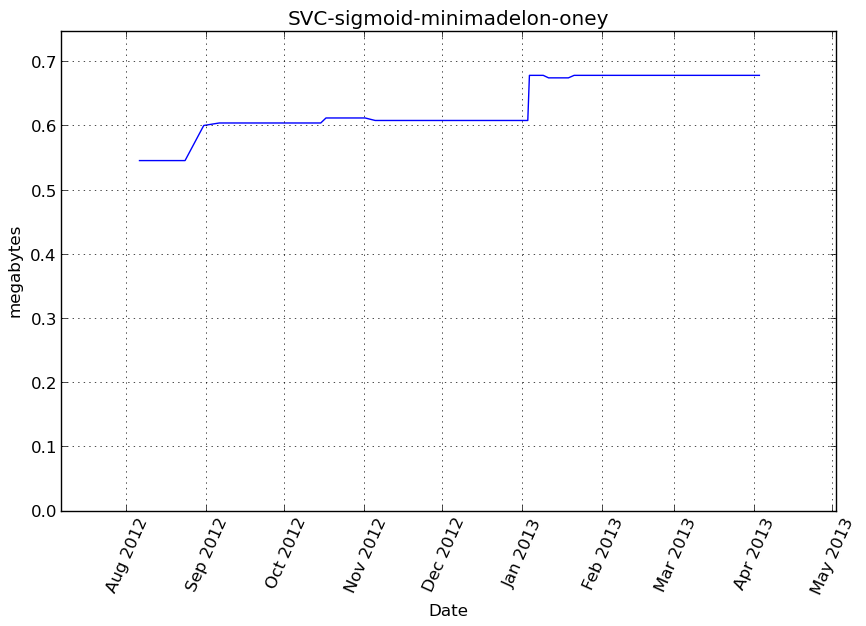 SVC-sigmoid-minimadelon-oney
0.7
0.6
0.5
0.4
0.3
0.2
0.1
0.0
megabytes
Aug 2012
Sep 2012
Oct 2012
Nov 2012
Dec 2012
Jan 2013
Feb 2013
Mar 2013
Apr 2013
May 2013
Date